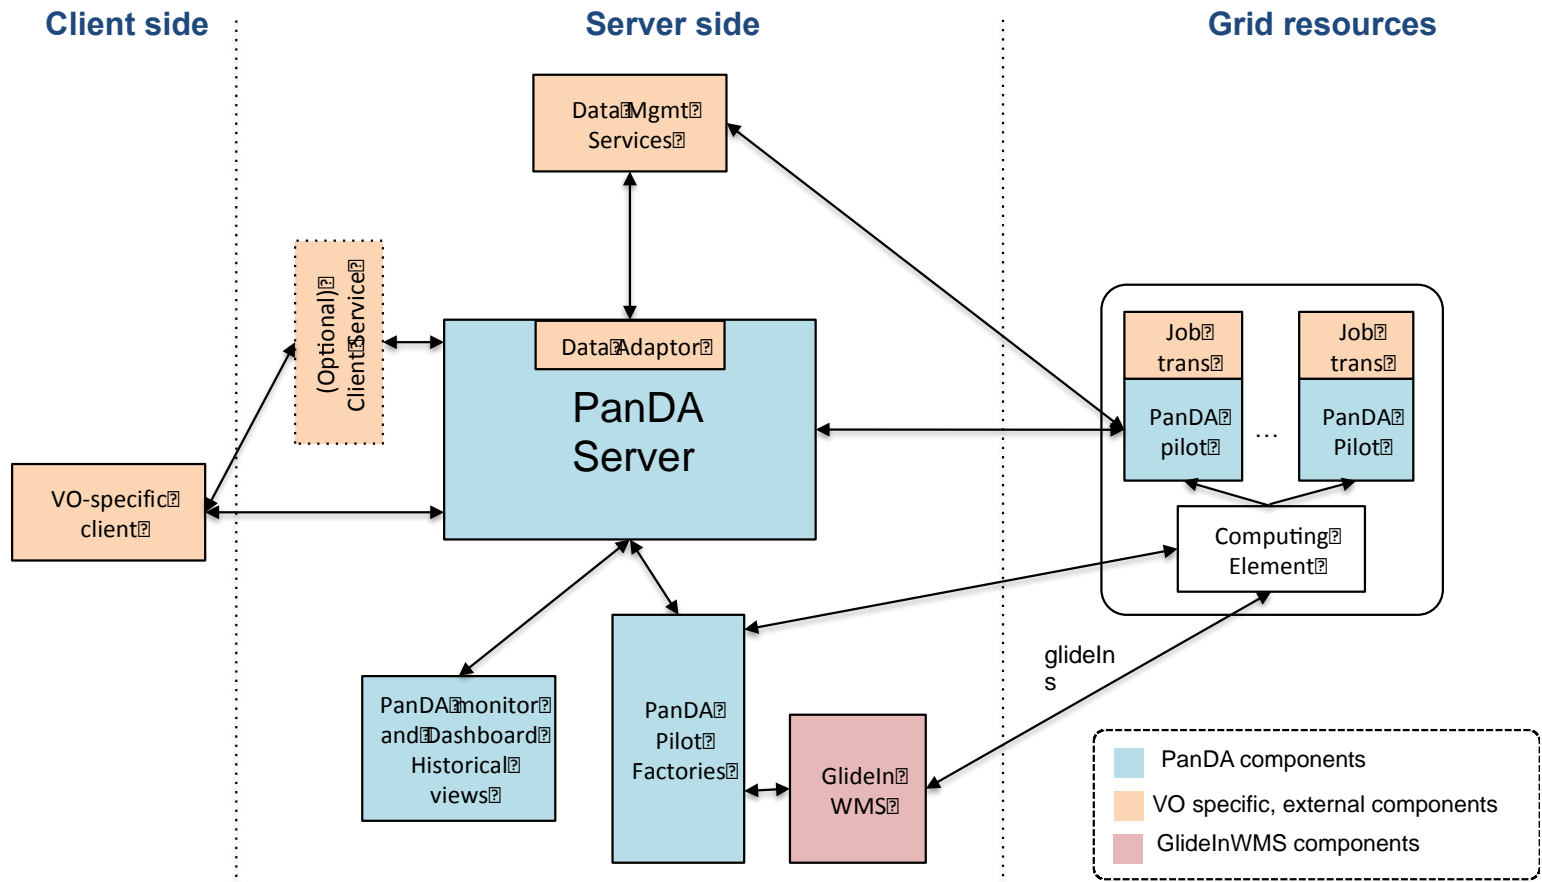 Client side
Server side
Grid resources
Data Mgmt
Services
(Optional)
Client Service
Data Adaptor
PanDA
Server
Job
trans
Job
trans
PanDA
pilot
...
PanDA
Pilot
VO-specific
client
Computing
Element
glideIn
s
PanDA monitor
and Dashboard
Historical
views
PanDA
Pilot
Factories
GlideIn
WMS
PanDA components
VO specific, external components
GlideInWMS components